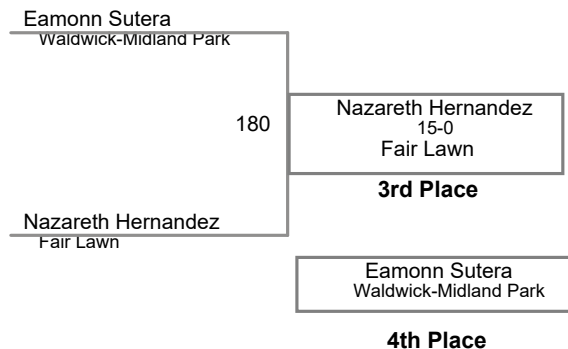 Eamonn Sutera
Waldwick-Midland Park
180
Nazareth Hernandez
15-0
Fair Lawn
3rd Place
Nazareth Hernandez
Fair Lawn
Eamonn Sutera
Waldwick-Midland Park
4th Place